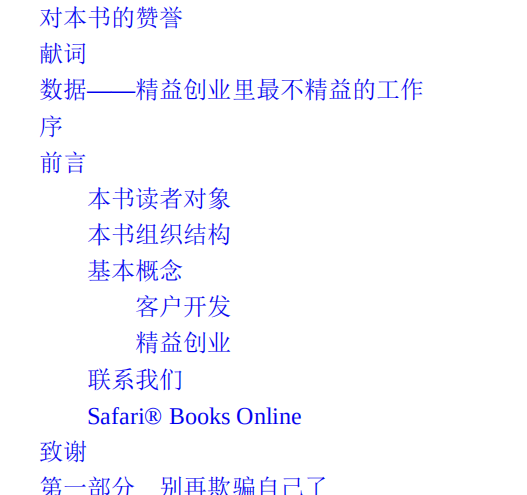 对本书的赞誉
献词
数据——精益创业里最不精益的工作
序
前言
本书读者对象
本书组织结构
基本概念
客户开发
精益创业
联系我们
Safari® Books Online
致谢
第一部分　别再欺骗自己了